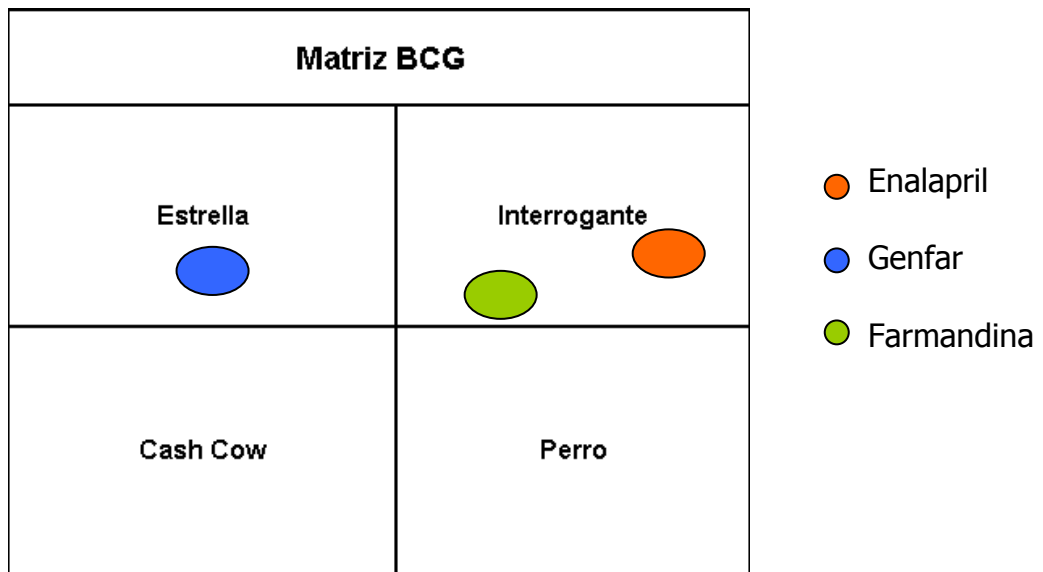 Matriz BCG
Estrella
Interrogante
Cash Cow
Perro
Enalapril
Genfar
Farmandina